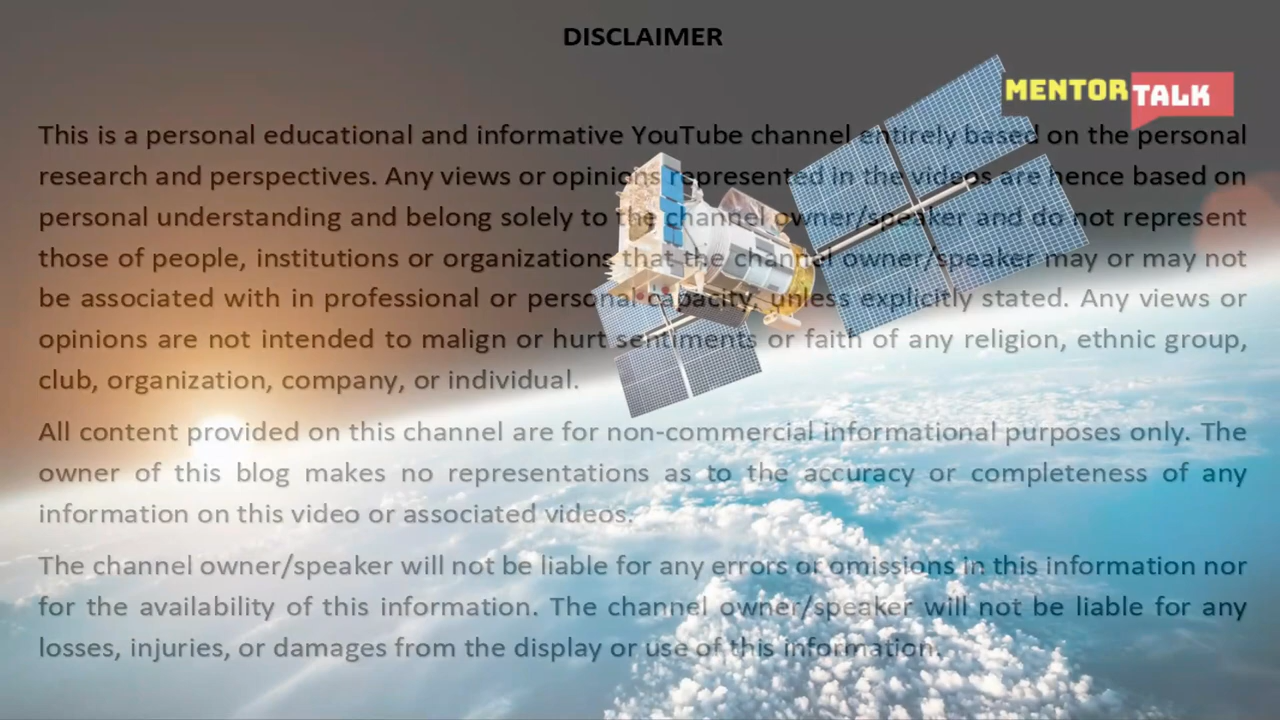 DISCLAIMER
MENTOR TALK
This is a personal educational and informative YouTube channel entirely based on the personal
research and perspectives. Any views or opinions represented in the videos are hence based on
personal understanding and belong solely to the channel owner/speaker and do not represent
those of people, institutions or organizations that the channel owner/speaker may or may not
be associated with in professional or personal capacity, unless explicitly stated. Any views or
opinions are not intended to malign or hurt sentiments or faith of any religion, ethnic group,
club, organization, company, or individual.
All content provided on this channel are for non-commercial informational purposes only. The
owner of this blog makes no representations as to the accuracy or completeness of any
information on this video or associated videos.
The channel owner/speaker will not be liable for any errors or omissions in this information nor
for the availability of this information. The channel owner/speaker will not be liable for any
losses, injuries, or damages from the display or use of this information.